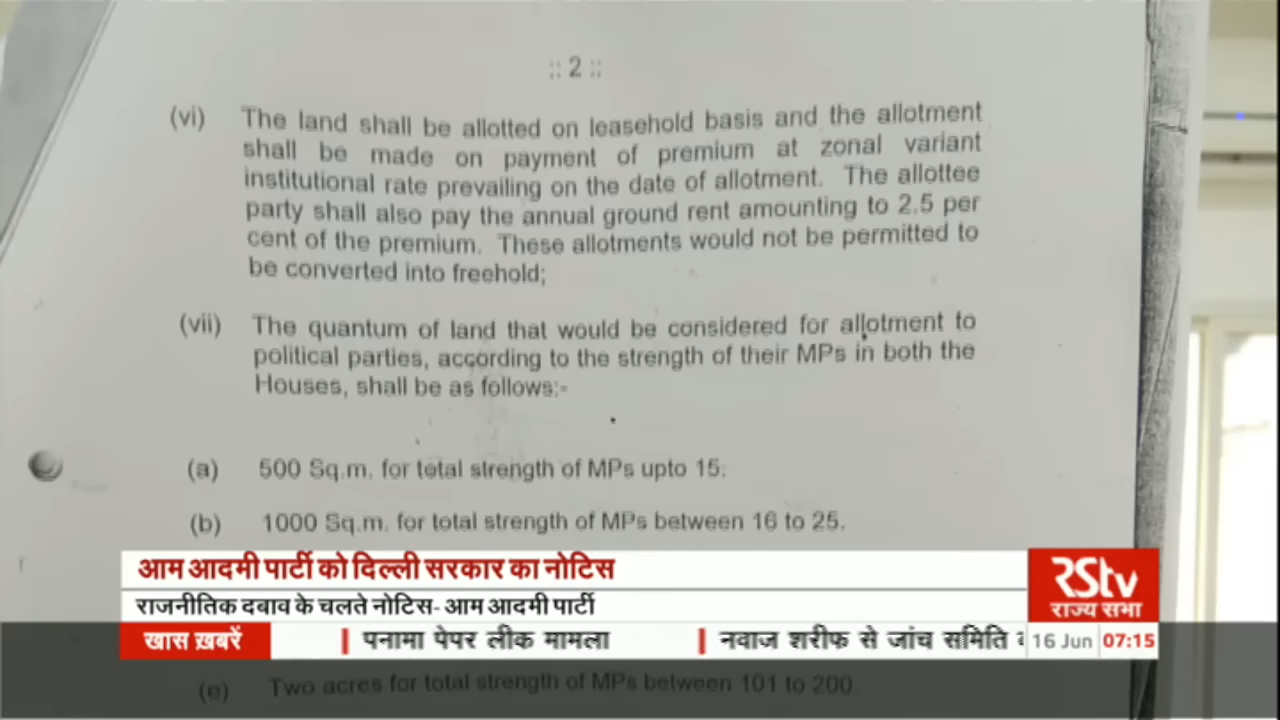 :: 2 ::
(vi) The land shall be allotted on leasehold basis and the allotment
shall be made on payment of premium at zonal variant
institutional rate prevailing on the date of allotment. The allottee
party shall also pay the annual ground rent amounting to 2.5 per
cent of the premium. These allotments would not be permitted to
be converted into freehold;
(vii) The quantum of land that would be considered for allotment to
political parties, according to the strength of their MPs in both the
Houses, shall be as follows:-
(a) 500 Sq.m. for total strength of MPs upto 15.
(b) 1000 Sq.m. for total strength of MPs between 16 to 25.
आम आदमी पार्टी को दिल्ली सरकार का नोटिस
राजनीतिक दबाव के चलते नोटिस- आम आदमी पार्टी
RStv
राज्य सभा
खास ख़बरें | पनामा पेपर लीक मामला | नवाज शरीफ से जांच समिति
16 Jun 07:15
(e) Two acres for total strength of MPs between 101 to 200.